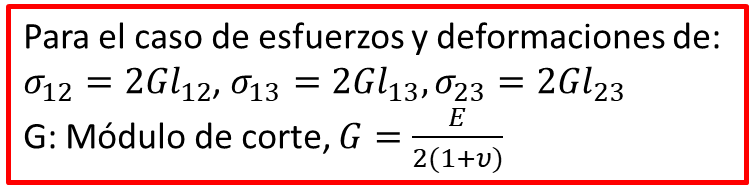 Para el caso de esfuerzos y deformaciones de:
𝜎₁₂ = 2𝐺𝑙₁₂, 𝜎₁₃ = 2𝐺𝑙₁₃, 𝜎₂₃ = 2𝐺𝑙₂₃
G: Módulo de corte, 𝐺 = 𝐸/2(1+𝜐)